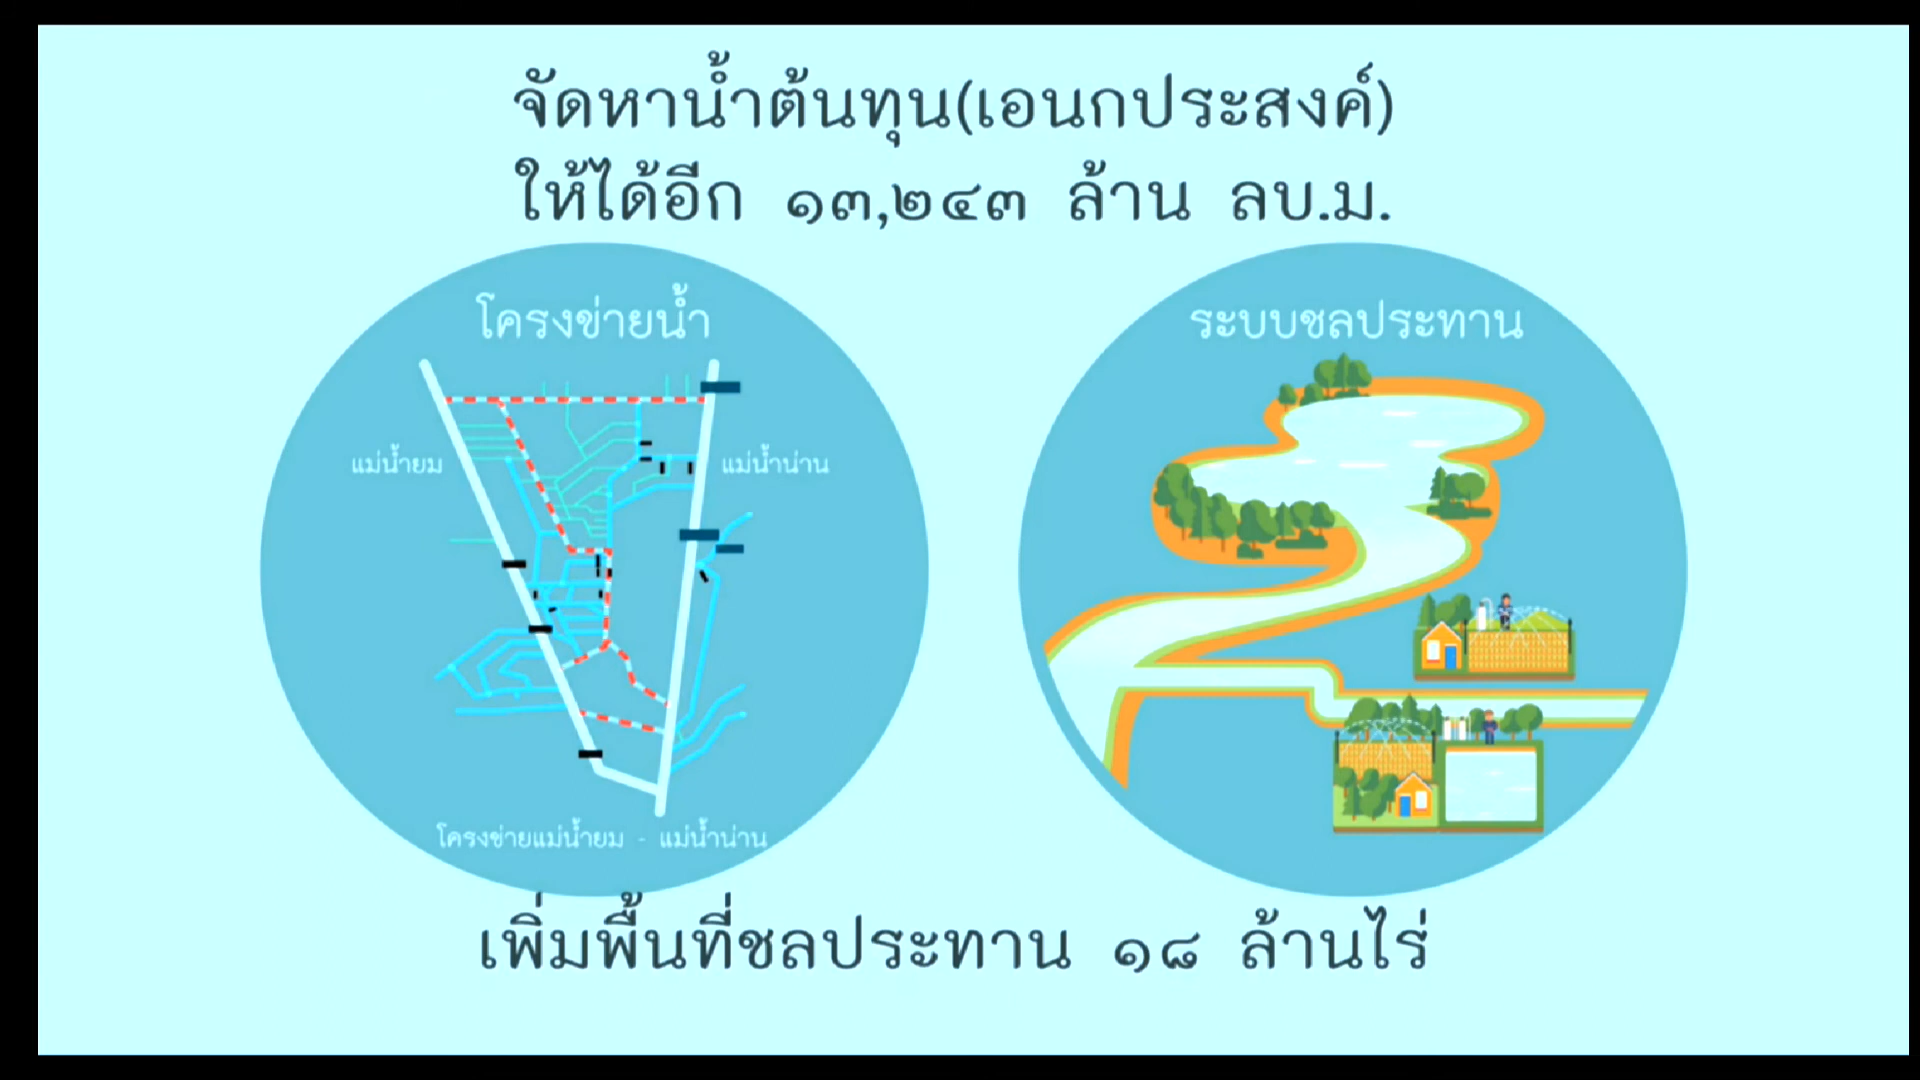 จัดหาน้ำต้นทุน(เอนกประสงค์)
ให้ได้อีก ๑๓,๒๔๓ ล้าน ลบ.ม.
โครงข่ายน้ำ
แม่น้ำยม
แม่น้ำน่าน
โครงข่ายแม่น้ำยม - แม่น้ำน่าน
ระบบชลประทาน
เพิ่มพื้นที่ชลประทาน ๑๘ ล้านไร่